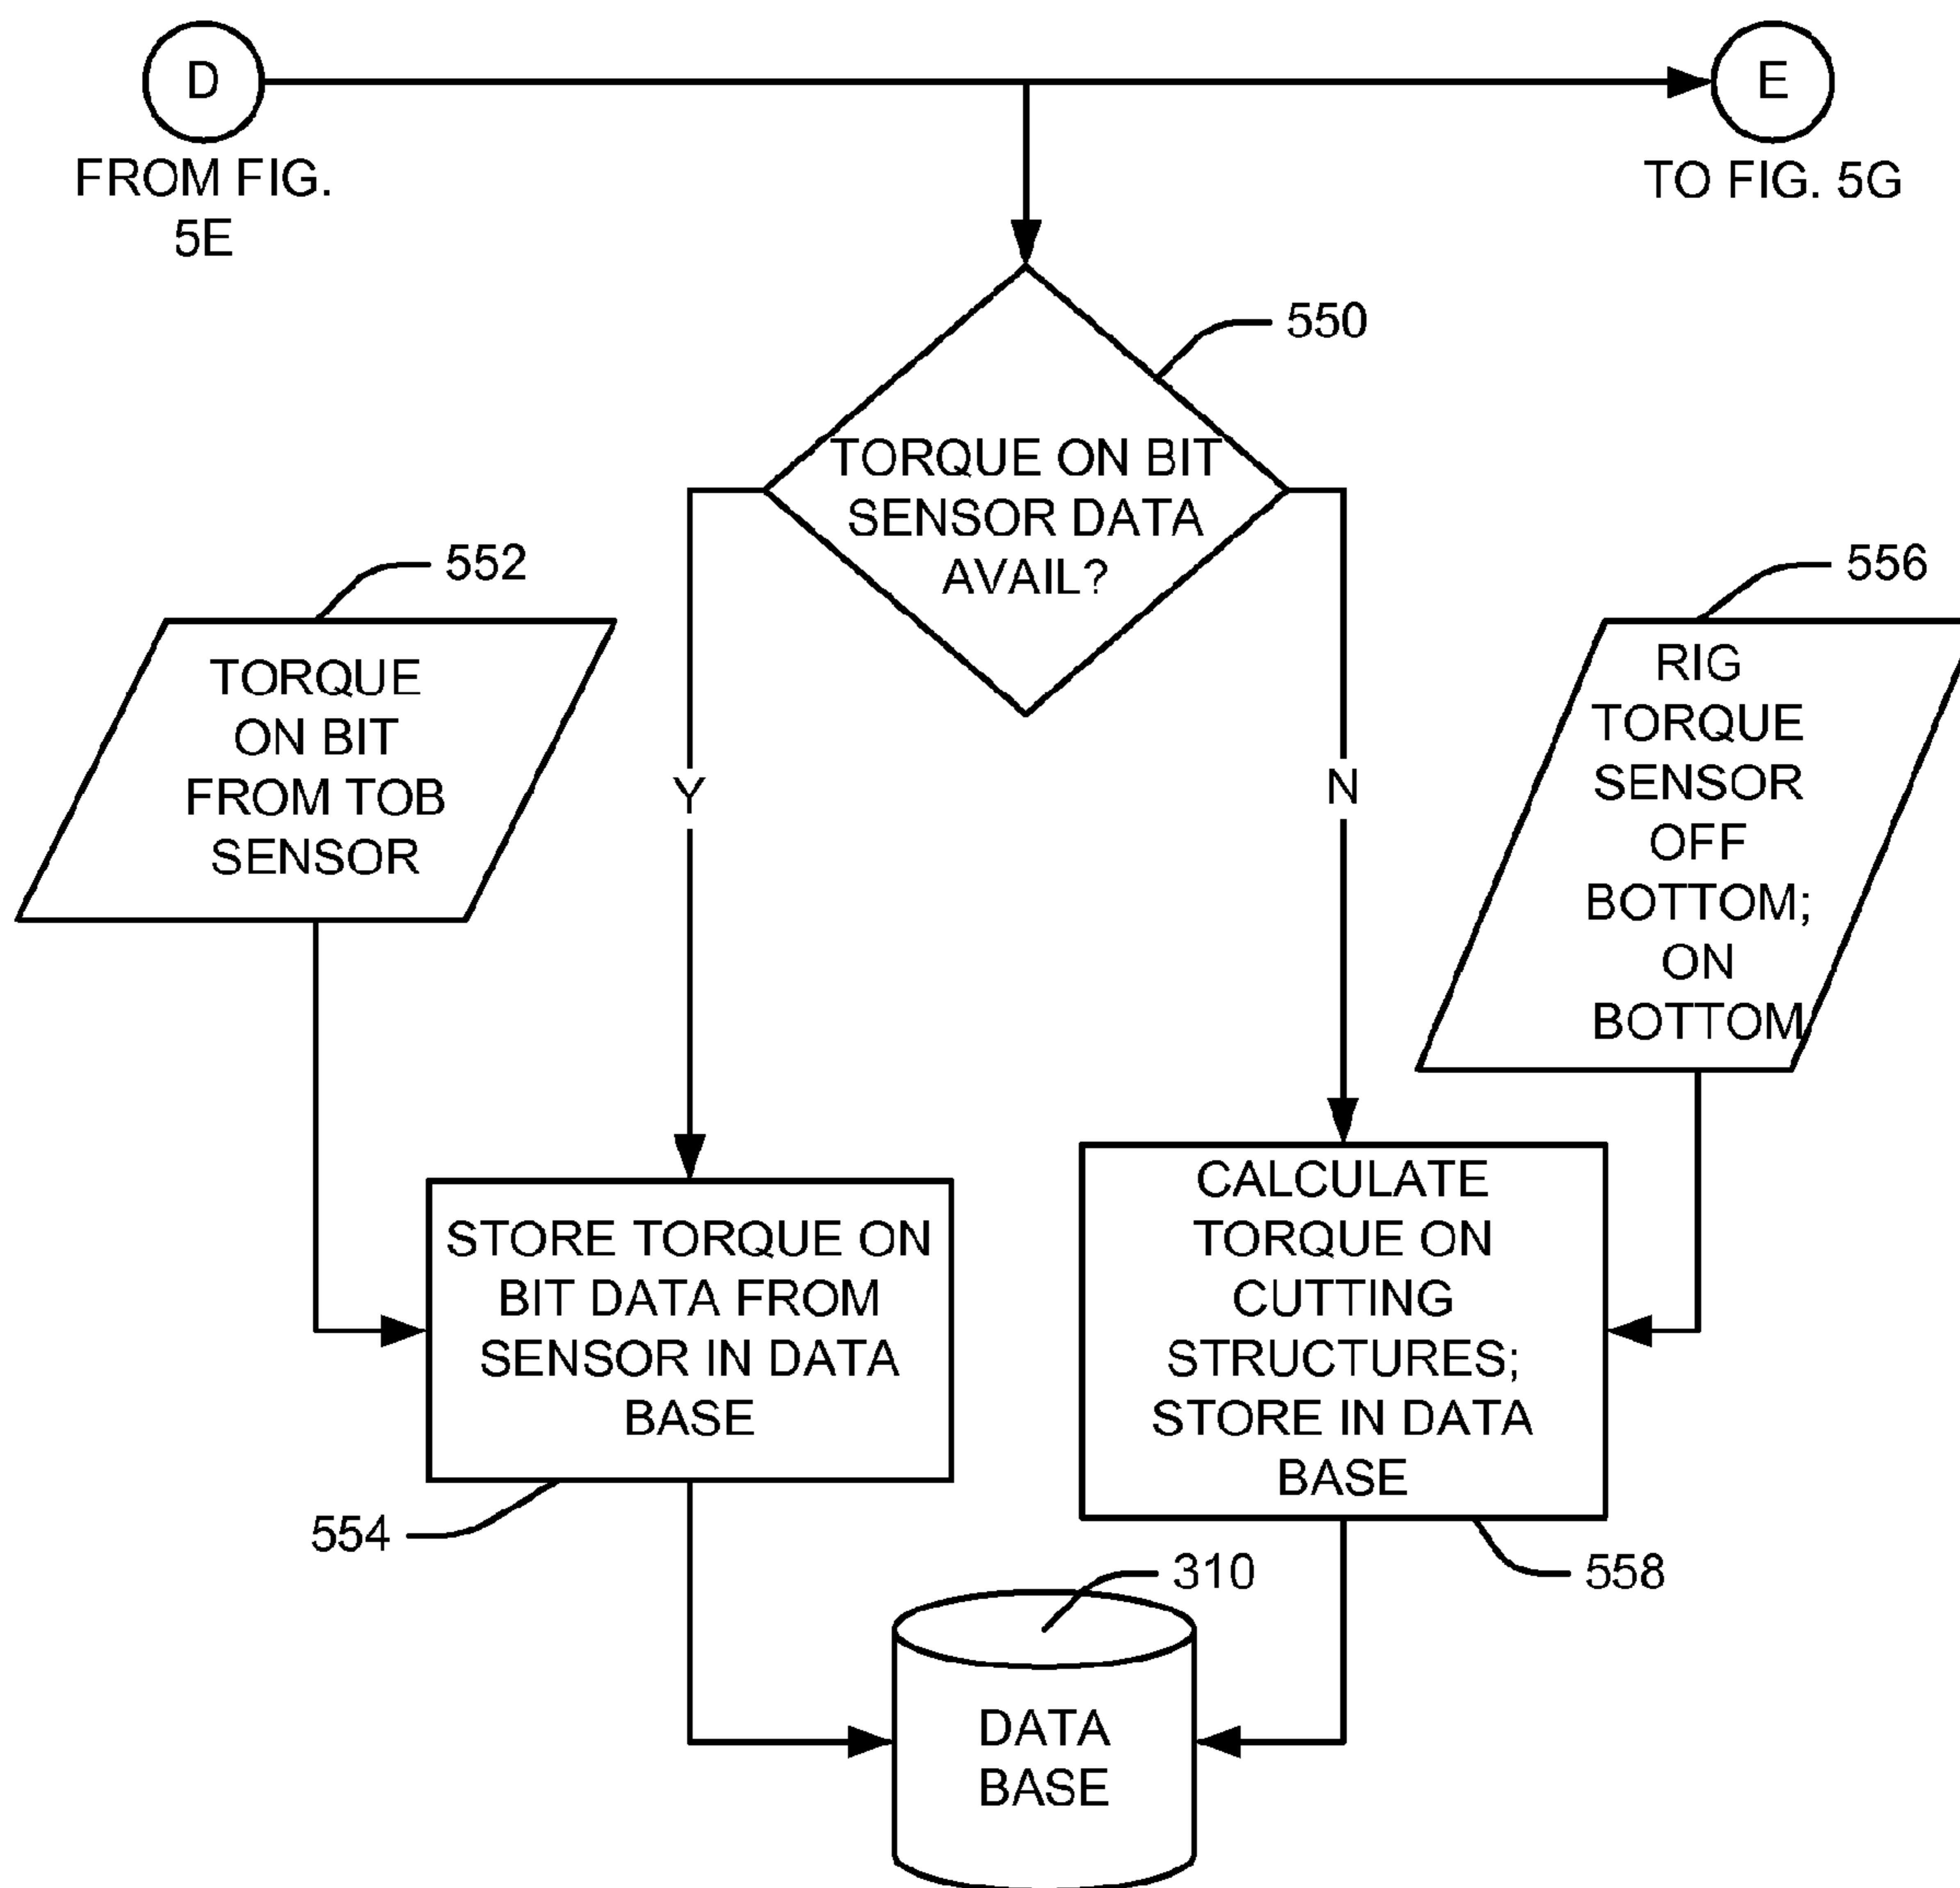 D
E
FROM FIG.
5E
TO FIG. 5G
550
TORQUE ON BIT
SENSOR DATA
AVAIL?
552
556
TORQUE
ON BIT
FROM TOB
SENSOR
Y
N
RIG
TORQUE
SENSOR
OFF
BOTTOM;
ON
BOTTOM
STORE TORQUE ON
BIT DATA FROM
SENSOR IN DATA
BASE
CALCULATE
TORQUE ON
CUTTING
STRUCTURES;
STORE IN DATA
BASE
554
310
558
DATA
BASE